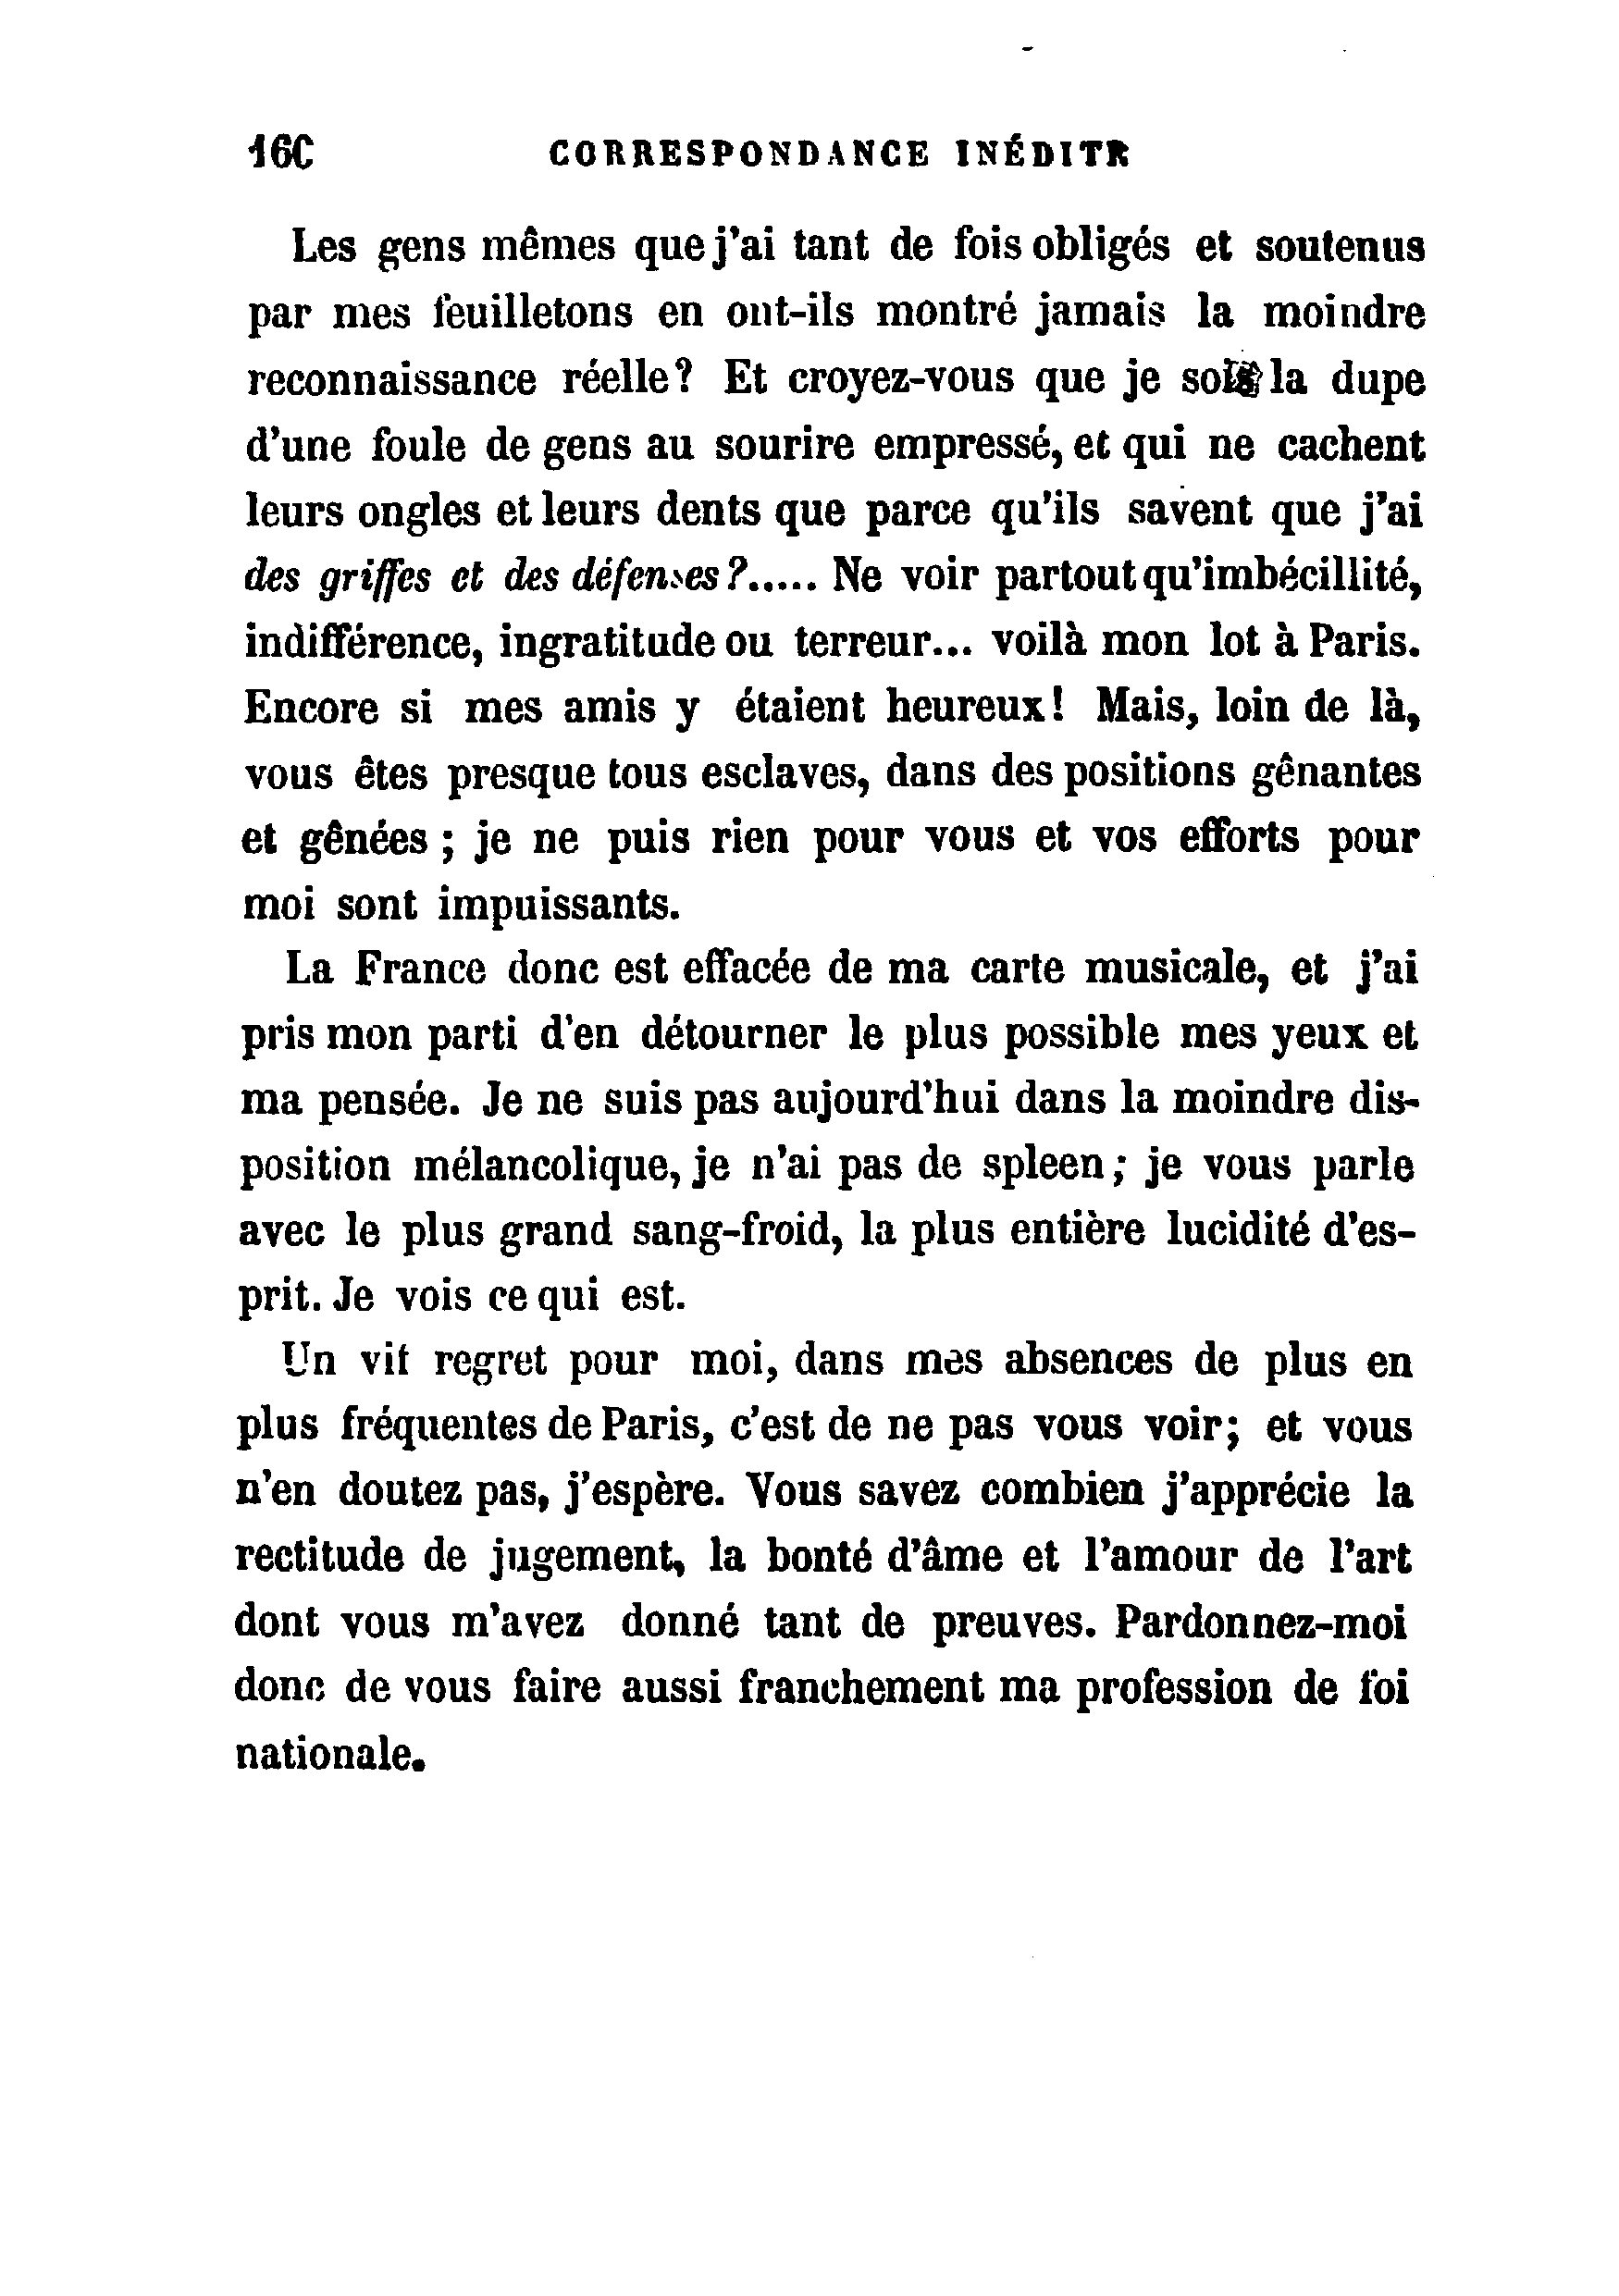 160 CORRESPONDANCE INÉDITE
Les gens mêmes que j'ai tant de fois obligés et soutenus
par mes feuilletons en ont-ils montré jamais la moindre
reconnaissance réelle? Et croyez-vous que je sois la dupe
d'une foule de gens au sourire empressé, et qui ne cachent
leurs ongles et leurs dents que parce qu'ils savent que j'ai
des griffes et des défenses?..... Ne voir partout qu'imbécillité,
indifférence, ingratitude ou terreur... voilà mon lot à Paris.
Encore si mes amis y étaient heureux! Mais, loin de là,
vous êtes presque tous esclaves, dans des positions gênantes
et gênées ; je ne puis rien pour vous et vos efforts pour
moi sont impuissants.
La France donc est effacée de ma carte musicale, et j'ai
pris mon parti d'en détourner le plus possible mes yeux et
ma pensée. Je ne suis pas aujourd'hui dans la moindre dis-
position mélancolique, je n'ai pas de spleen; je vous parle
avec le plus grand sang-froid, la plus entière lucidité d'es-
prit. Je vois ce qui est.
Un vif regret pour moi, dans mes absences de plus en
plus fréquentes de Paris, c'est de ne pas vous voir; et vous
n'en doutez pas, j'espère. Vous savez combien j'apprécie la
rectitude de jugement, la bonté d'âme et l'amour de l'art
dont vous m'avez donné tant de preuves. Pardonnez-moi
donc de vous faire aussi franchement ma profession de foi
nationale.